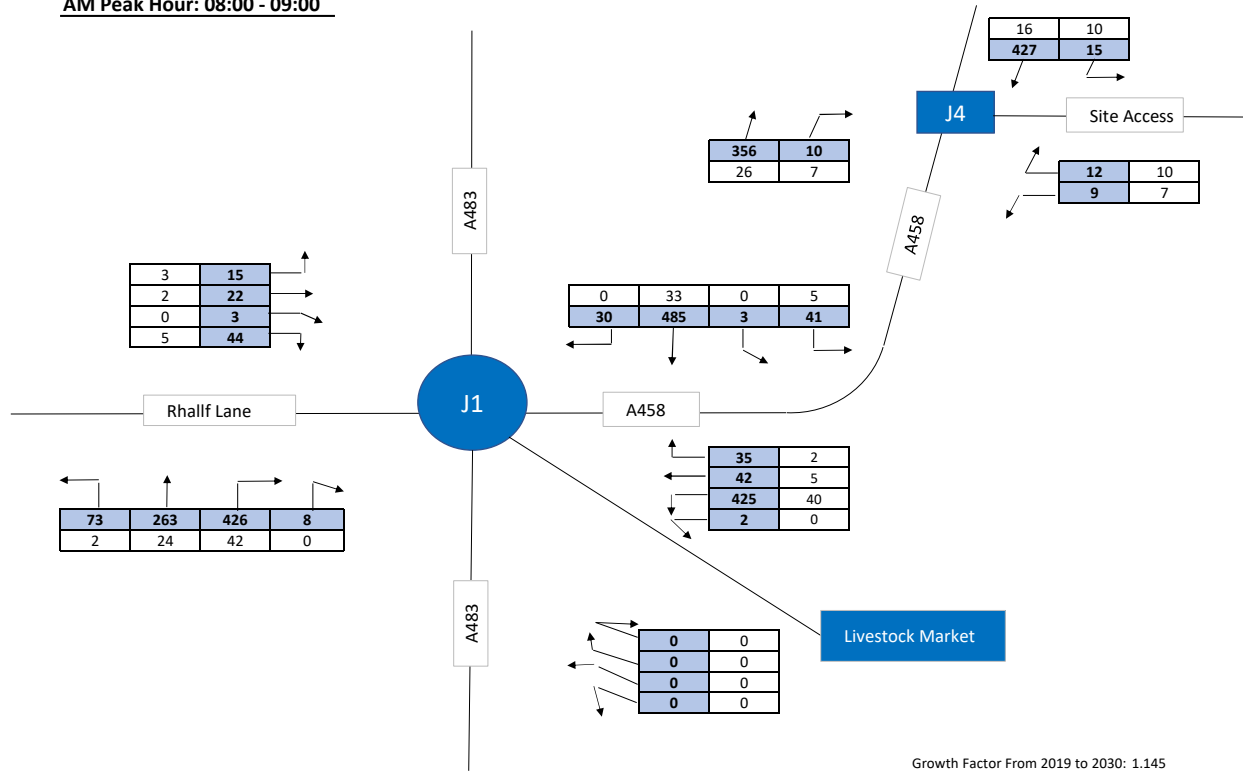 AM Peak Hour: 08:00 - 09:00
16 10
427 15
J4
Site Access
356 10
26 7
12 10
9 7
A483
A458
3 15
2 22
0 3
5 44
0 33 0 5
30 485 3 41
Rhallf Lane
J1
A458
35 2
42 5
425 40
2 0
73 263 426 8
2 24 42 0
A483
Livestock Market
0 0
0 0
0 0
0 0
Growth Factor From 2019 to 2030: 1.145